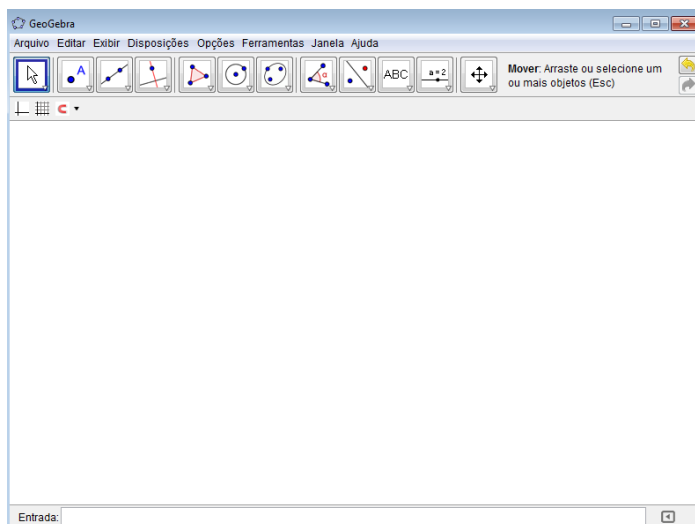 GeoGebra
Arquivo Editar Exibir Disposições Opções Ferramentas Janela Ajuda
A
α
ABC
a=2
Mover: Arraste ou selecione um
ou mais objetos (Esc)
Entrada: